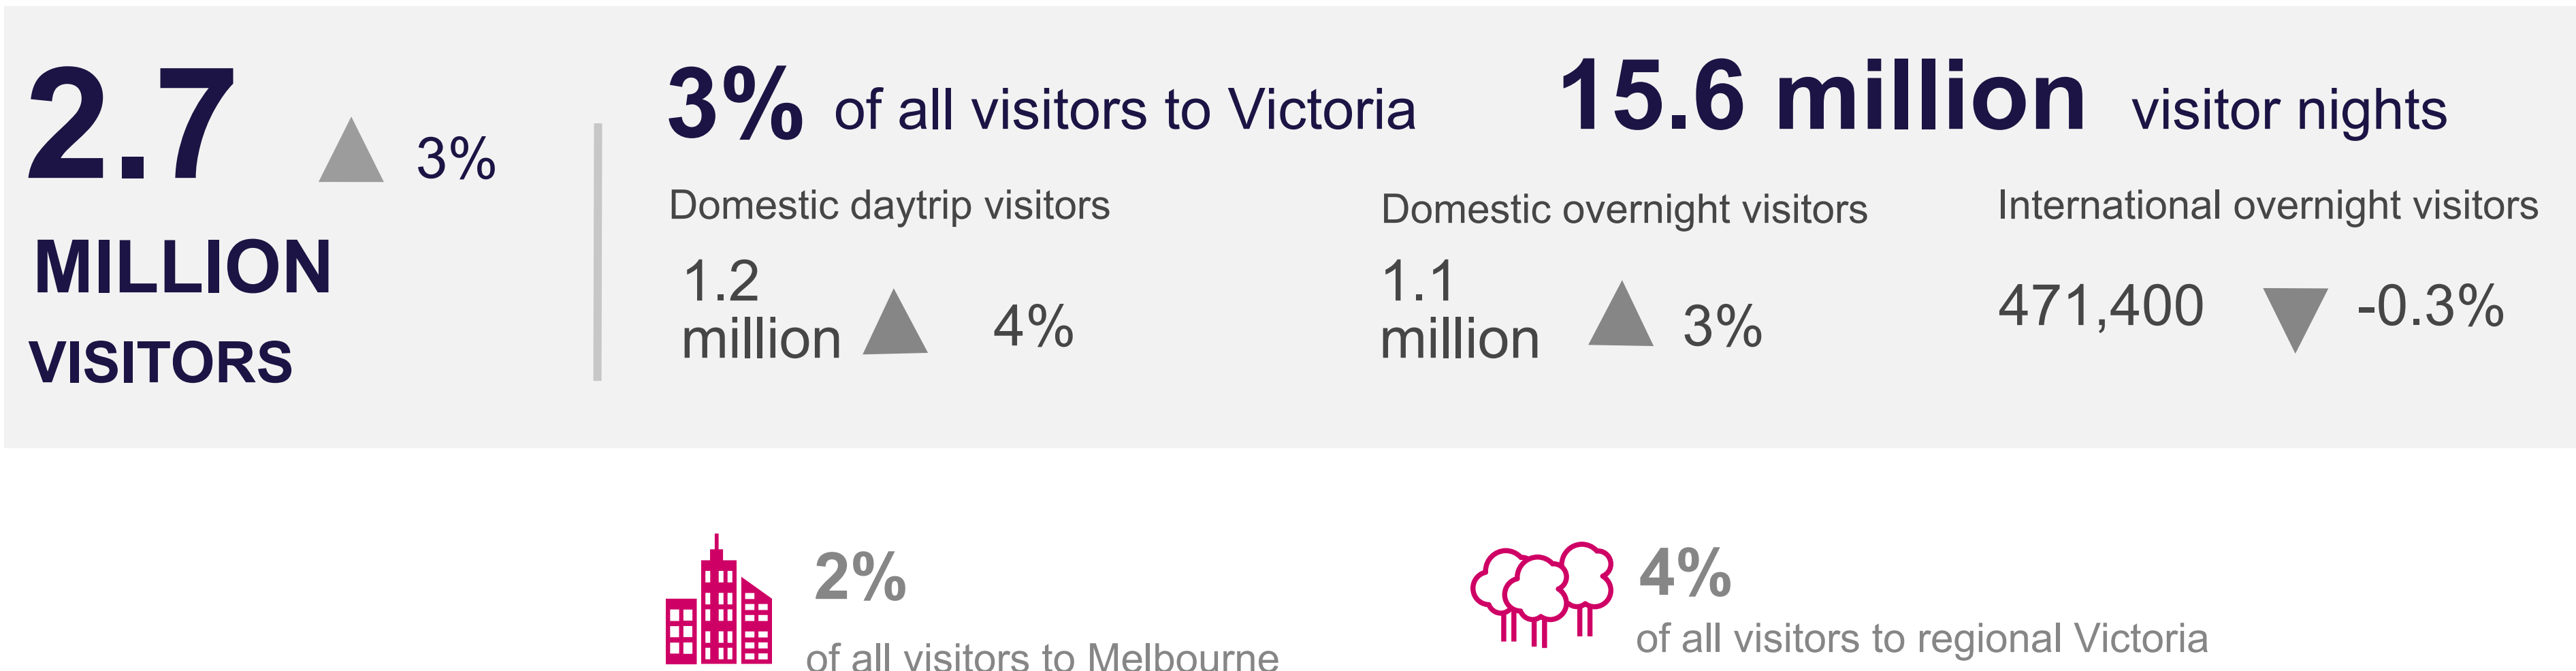 2.7 3%
MILLION
VISITORS
3% of all visitors to Victoria
15.6 million visitor nights
Domestic daytrip visitors
1.2
million 4%
Domestic overnight visitors
1.1
million 3%
International overnight visitors
471,400 -0.3%
2%
of all visitors to Melbourne
4%
of all visitors to regional Victoria